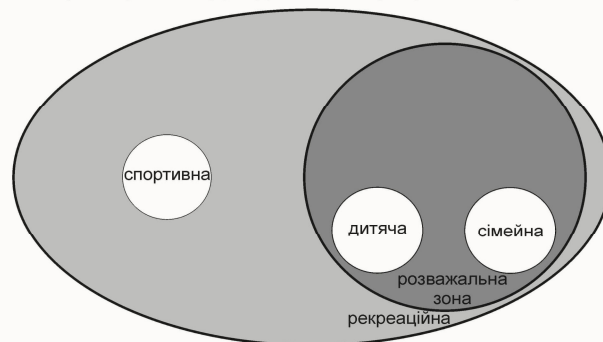 спортивна
дитяча
сімейна
розважальна
зона
рекреаційна